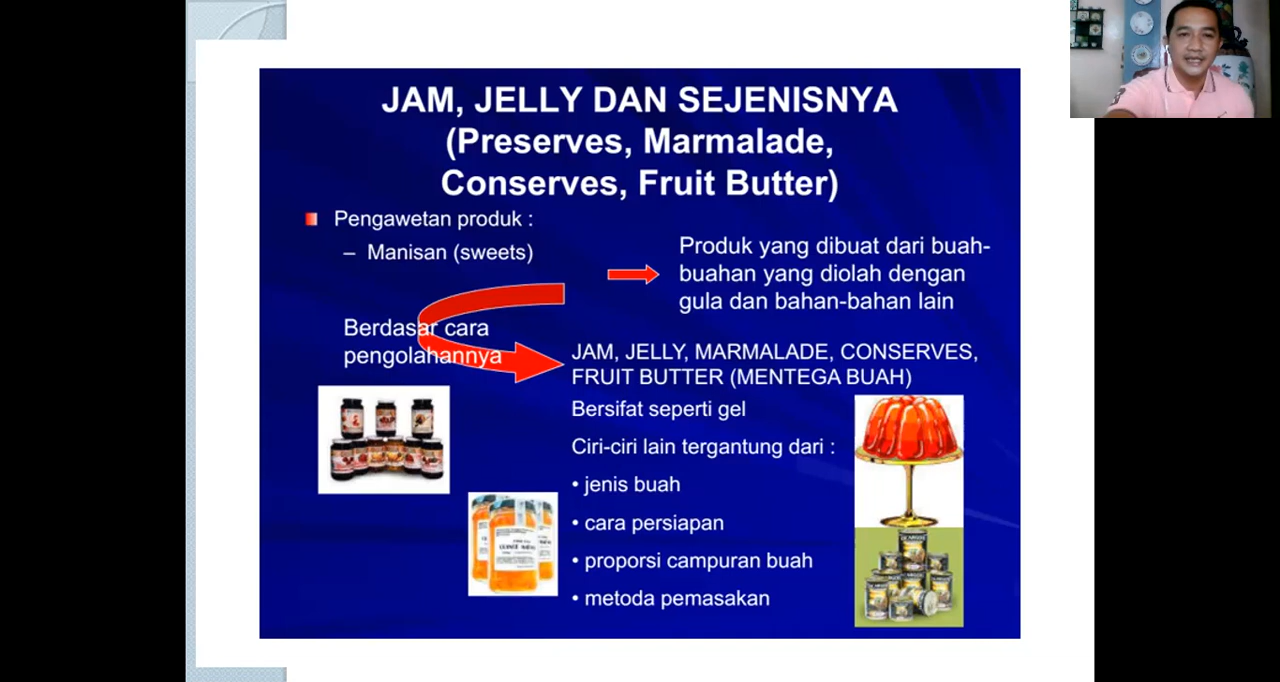 JAM, JELLY DAN SEJENISNYA
(Preserves, Marmalade,
Conserves, Fruit Butter)
Pengawetan produk :
– Manisan (sweets)
Produk yang dibuat dari buah-
buahan yang diolah dengan
gula dan bahan-bahan lain
Berdasar cara
pengolahannya
JAM, JELLY, MARMALADE, CONSERVES,
FRUIT BUTTER (MENTEGA BUAH)
Bersifat seperti gel
Ciri-ciri lain tergantung dari :
• jenis buah
• cara persiapan
• proporsi campuran buah
• metoda pemasakan